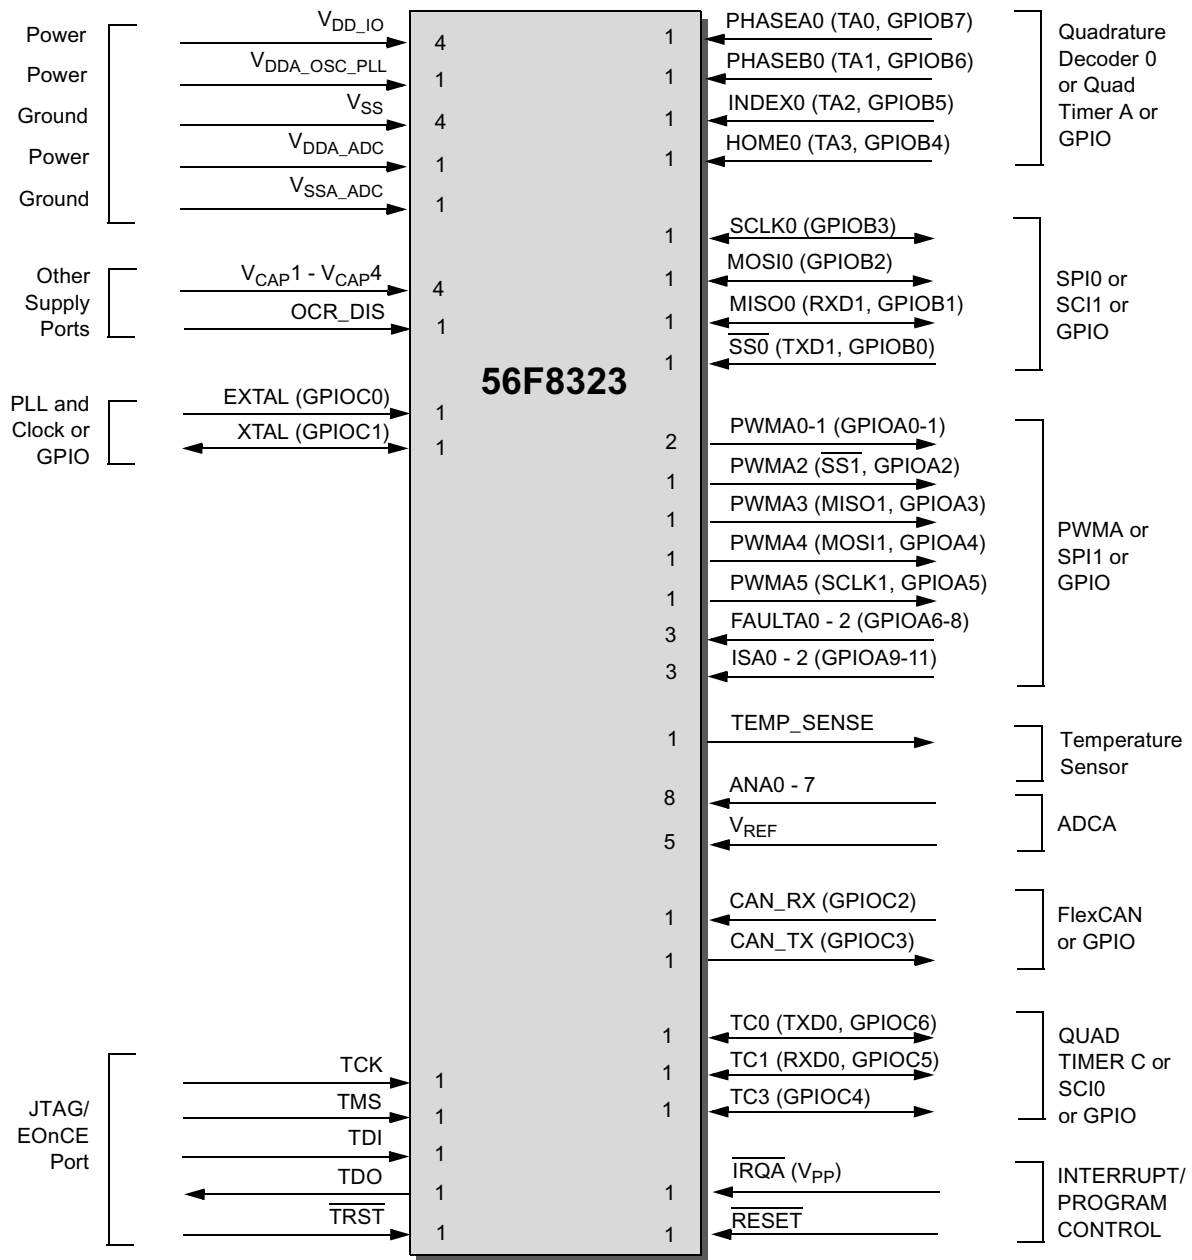 Power
V_DD_IO
4
Power
V_DDA_OSC_PLL
1
Ground
V_SS
4
Power
V_DDA_ADC
1
Ground
V_SSA_ADC
1
Other
Supply
Ports
V_CAP1 - V_CAP4
4
OCR_DIS
1
PLL and
Clock or
GPIO
EXTAL (GPIOC0)
1
XTAL (GPIOC1)
1
JTAG/
EOnCE
Port
TCK
1
TMS
1
TDI
1
TDO
1
TRST
1
56F8323
1
PHASEA0 (TA0, GPIOB7)
1
PHASEB0 (TA1, GPIOB6)
1
INDEX0 (TA2, GPIOB5)
1
HOME0 (TA3, GPIOB4)
Quadrature
Decoder 0
or Quad
Timer A or
GPIO
1
SCLK0 (GPIOB3)
1
MOSI0 (GPIOB2)
1
MISO0 (RXD1, GPIOB1)
1
SS0 (TXD1, GPIOB0)
SPI0 or
SCI1 or
GPIO
2
PWMA0-1 (GPIOA0-1)
1
PWMA2 (SS1, GPIOA2)
1
PWMA3 (MISO1, GPIOA3)
1
PWMA4 (MOSI1, GPIOA4)
1
PWMA5 (SCLK1, GPIOA5)
3
FAULTA0 - 2 (GPIOA6-8)
3
ISA0 - 2 (GPIOA9-11)
PWMA or
SPI1 or
GPIO
1
TEMP_SENSE
Temperature
Sensor
8
ANA0 - 7
5
V_REF
ADCA
1
CAN_RX (GPIOC2)
1
CAN_TX (GPIOC3)
FlexCAN
or GPIO
1
TC0 (TXD0, GPIOC6)
1
TC1 (RXD0, GPIOC5)
1
TC3 (GPIOC4)
QUAD
TIMER C or
SCI0
or GPIO
1
IRQA (V_PP)
1
RESET
INTERRUPT/
PROGRAM
CONTROL